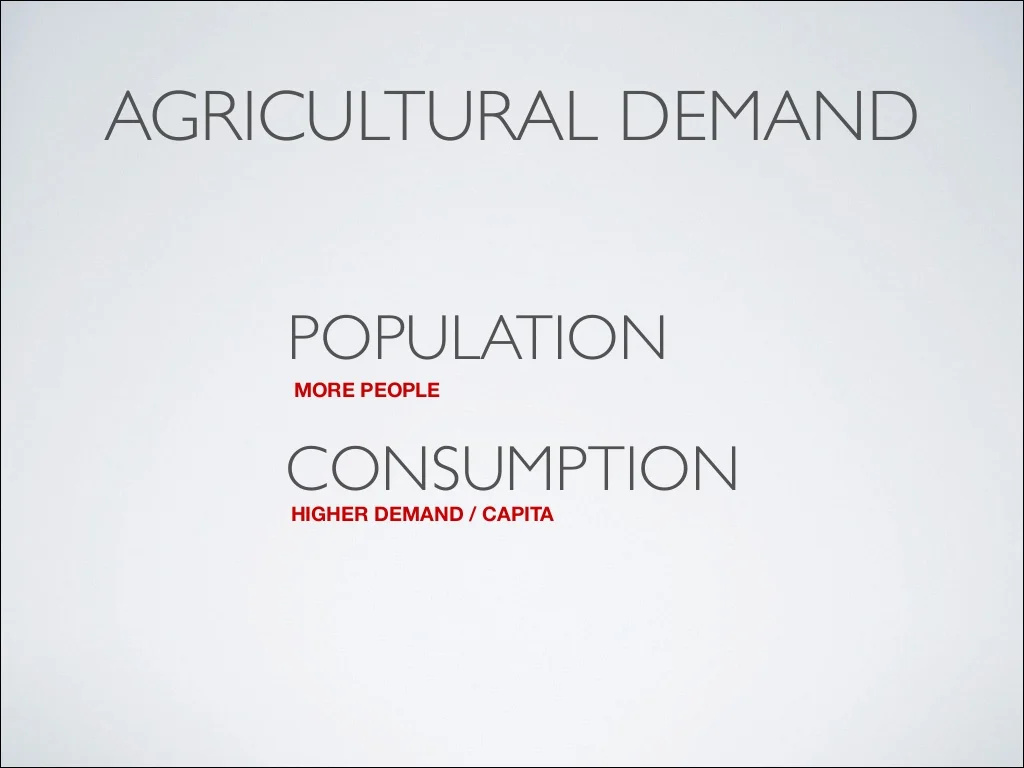 AGRICULTURAL DEMAND
POPULATION
MORE PEOPLE
CONSUMPTION
HIGHER DEMAND / CAPITA